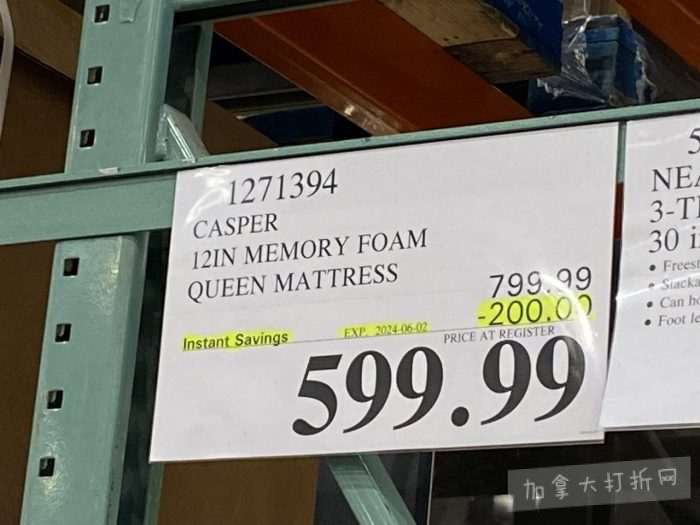 1271394
CASPER
12IN MEMORY FOAM
QUEEN MATTRESS
799.99
-200.00
Instant Savings EXP. 2024-06-02 PRICE AT REGISTER
599.99
5
NEA
3-T
30 i
• Freest
• Stacka
• Can ho
• Foot le
加拿大打折网